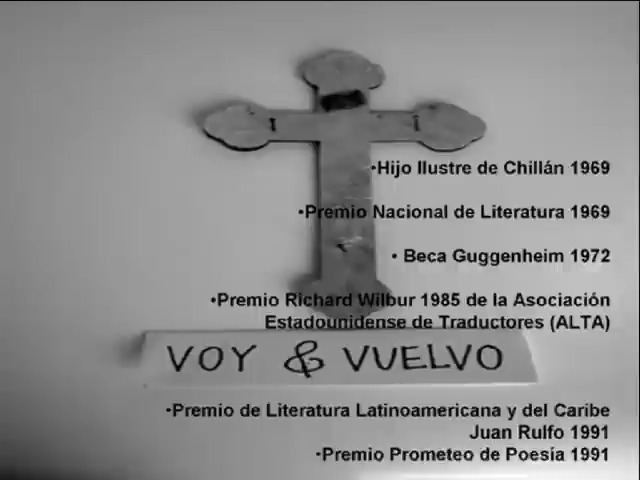 •Hijo Ilustre de Chillán 1969
•Premio Nacional de Literatura 1969
• Beca Guggenheim 1972
•Premio Richard Wilbur 1985 de la Asociación
Estadounidense de Traductores (ALTA)
VOY & VUELVO
•Premio de Literatura Latinoamericana y del Caribe
Juan Rulfo 1991
•Premio Prometeo de Poesía 1991